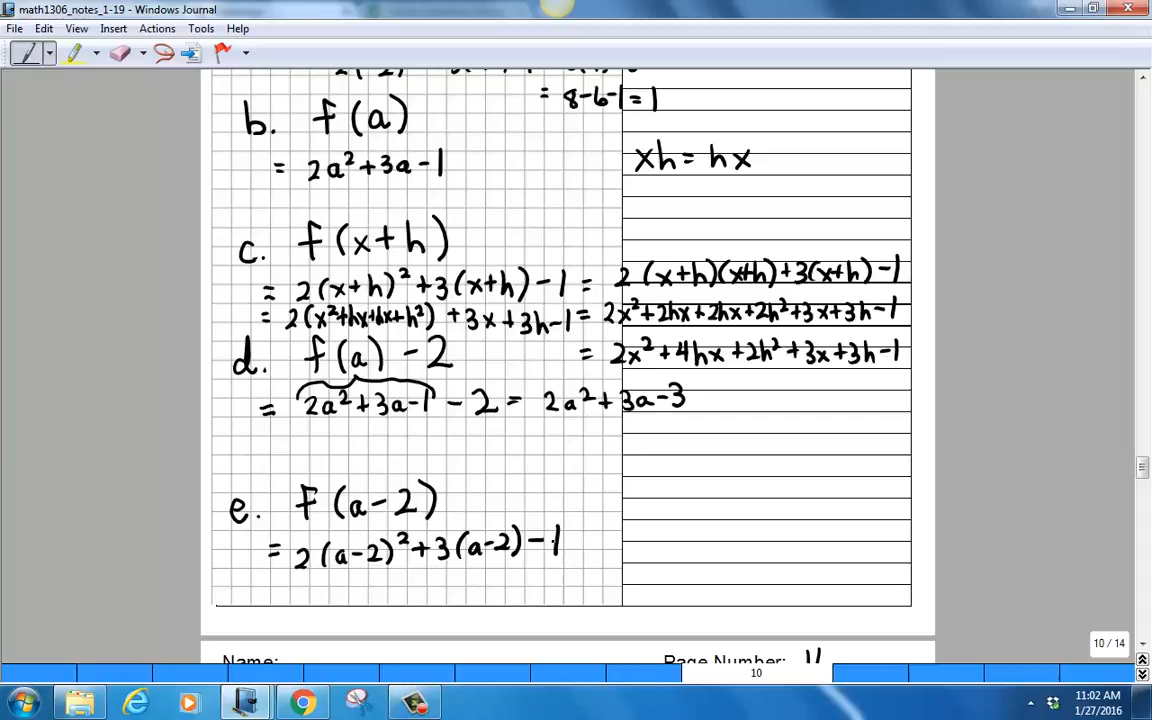 math1306_notes_1-19 - Windows Journal
File Edit View Insert Actions Tools Help
= 8-6-1 = 1
b. f(a)
= 2a²+3a-1
xh = hx
c. f(x+h)
= 2(x+h)²+3(x+h)-1 = 2(x+h)(x+h)+3(x+h)-1
= 2(x²+hx+hx+h²)+3x+3h-1 = 2x²+2hx+2hx+2h²+3x+3h-1
= 2x²+4hx+2h²+3x+3h-1
d. f(a)-2
= 2a²+3a-1-2 = 2a²+3a-3
e. f(a-2)
= 2(a-2)²+3(a-2)-1
10 / 14
Name: Page Number: 11
10
11:02 AM
1/27/2016